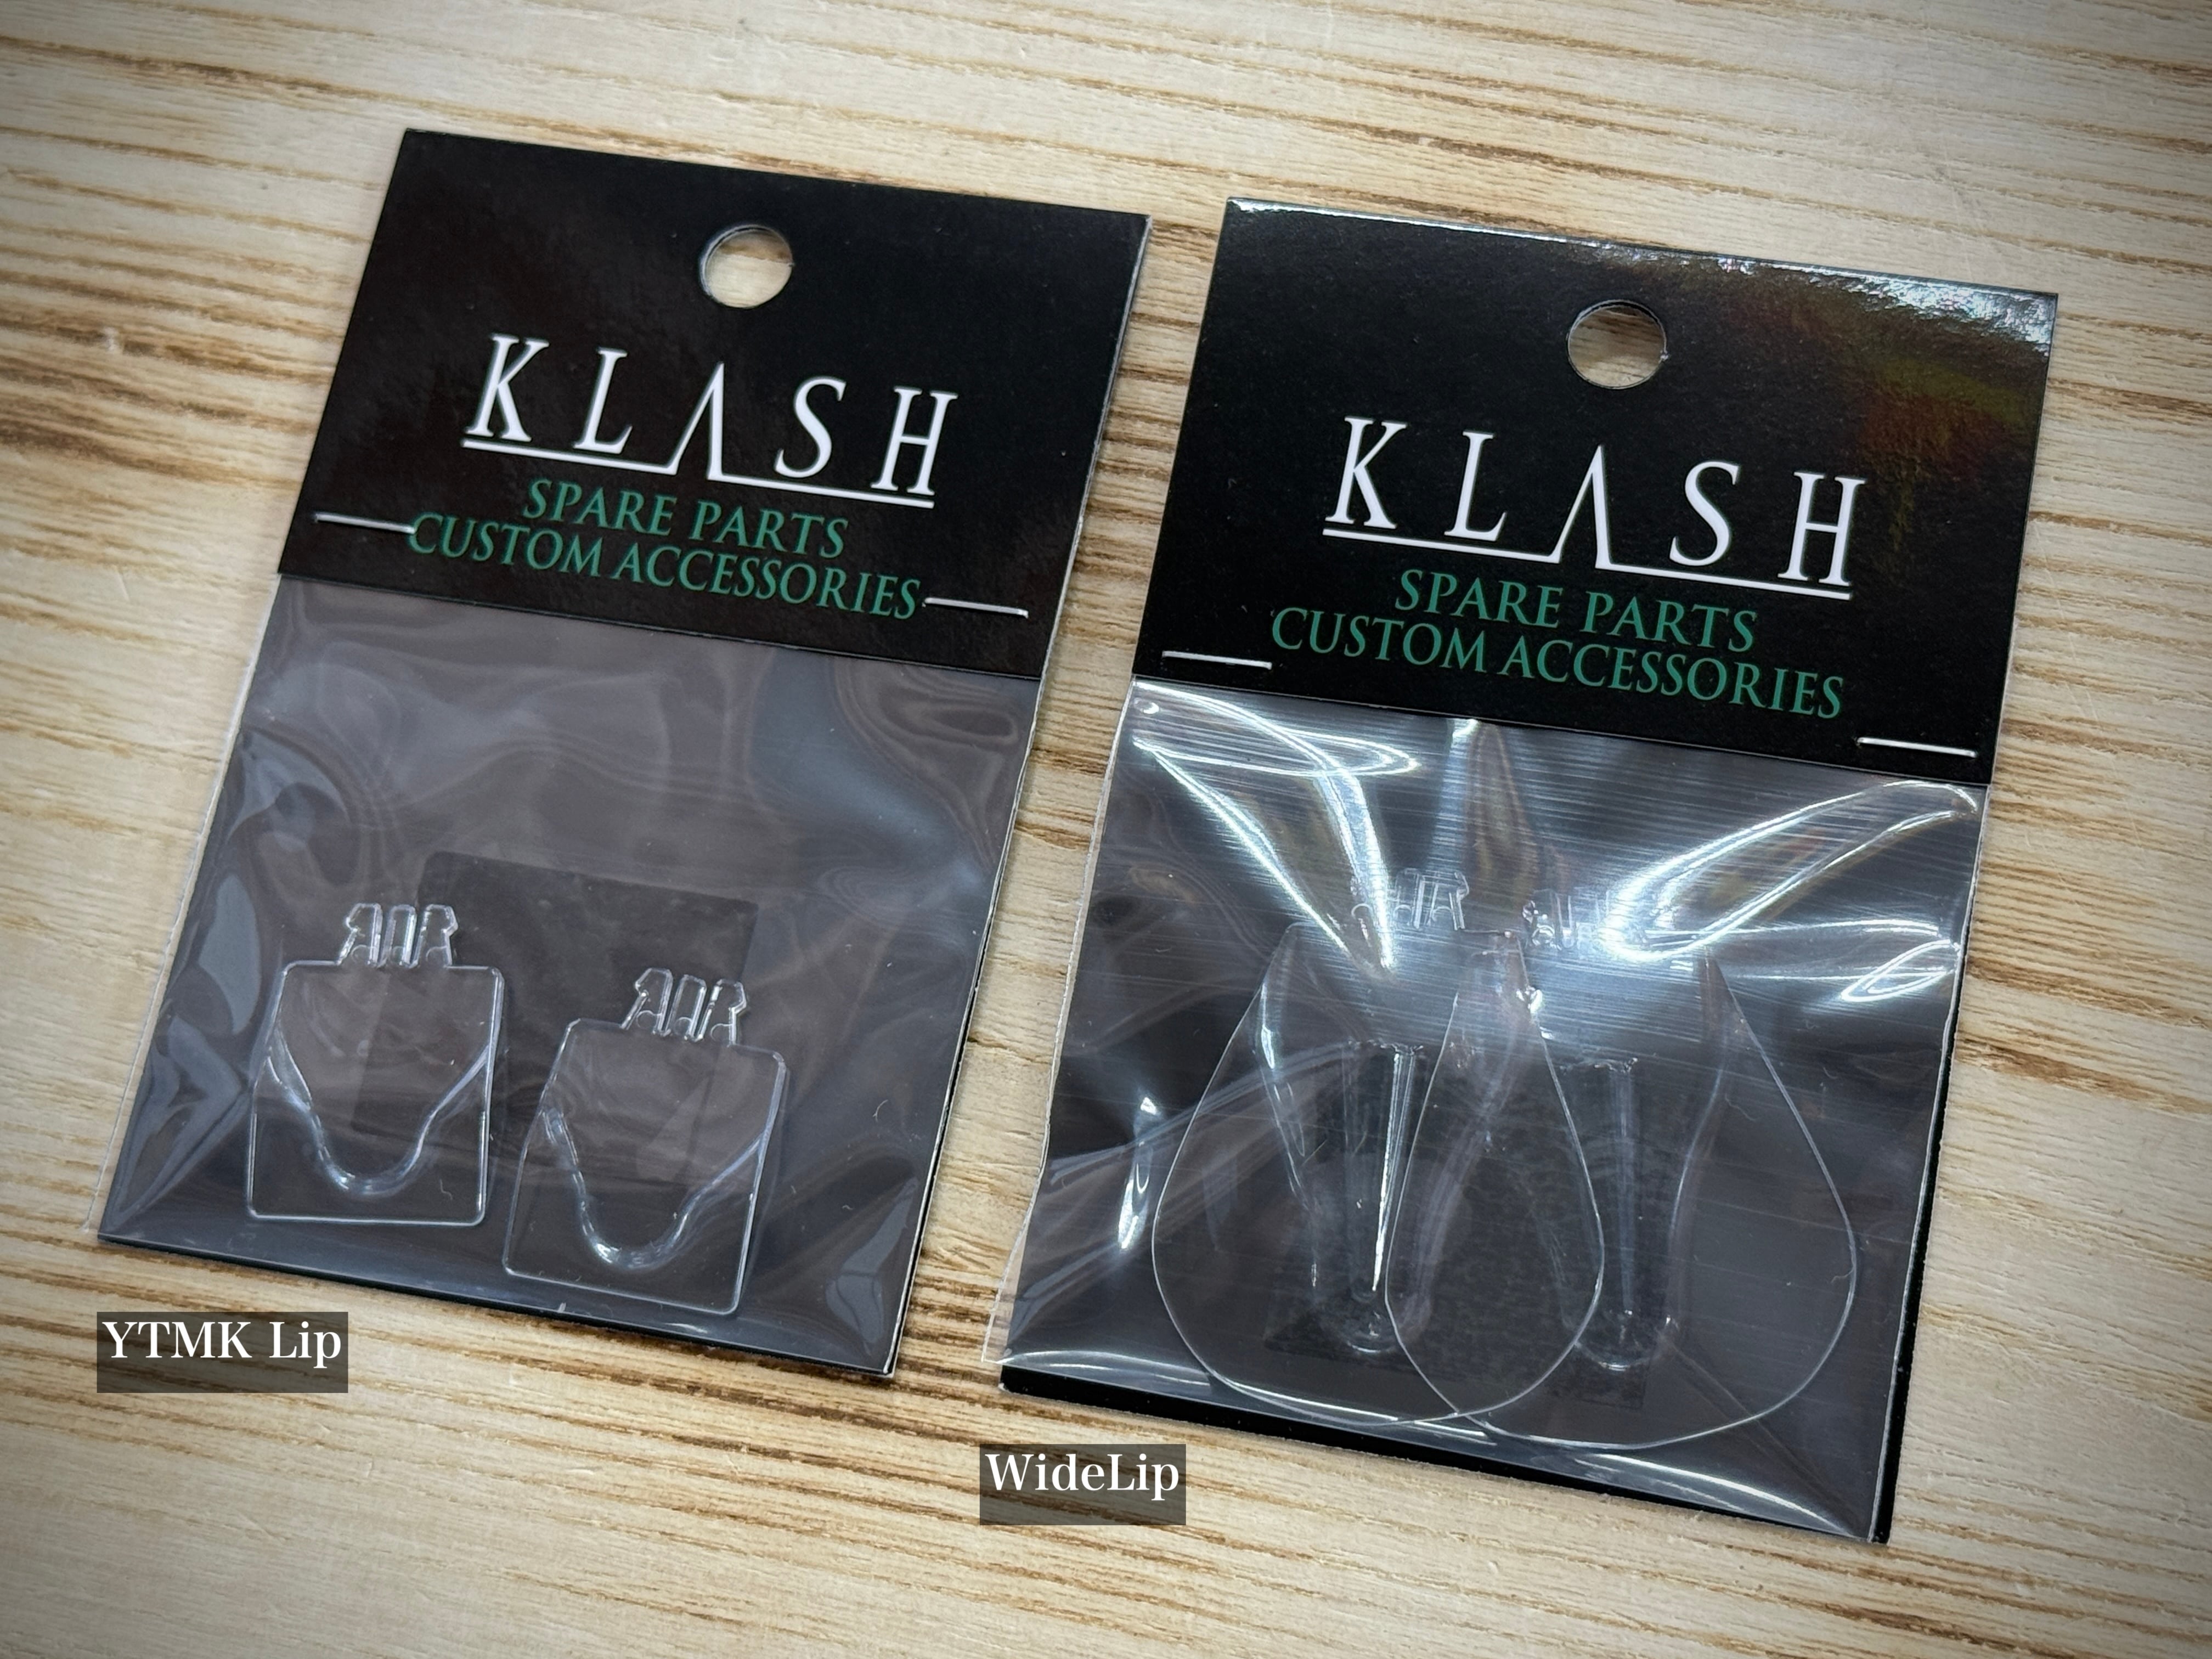 KLASH
SPARE PARTS
CUSTOM ACCESSORIES
KLASH
SPARE PARTS
CUSTOM ACCESSORIES
YTMK Lip
WideLip